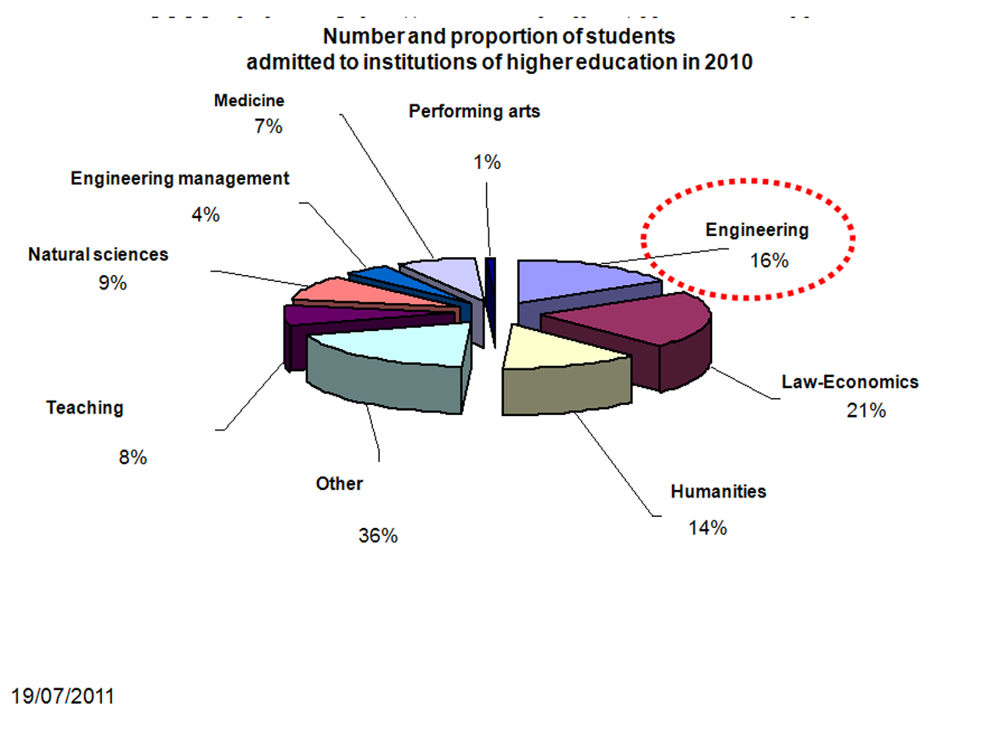 Number and proportion of students
admitted to institutions of higher education in 2010
Medicine
7%
Performing arts
1%
Engineering management
4%
Engineering
16%
Natural sciences
9%
Law-Economics
21%
Teaching
8%
Other
36%
Humanities
14%
19/07/2011